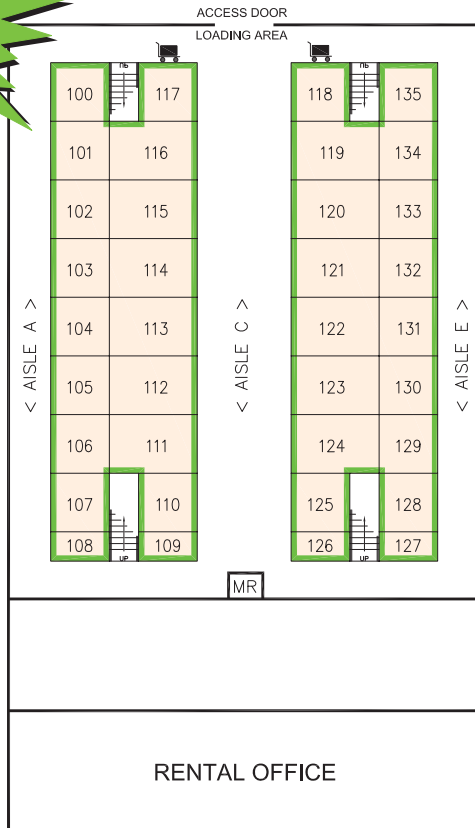 ACCESS DOOR
LOADING AREA
100 UP 117 118 UP 135
101 116 119 134
102 115 120 133
103 114 121 132
< AISLE A > < AISLE C > < AISLE E >
104 113 122 131
105 112 123 130
106 111 124 129
107 110 125 128
108 109 126 127
UP UP
MR
RENTAL OFFICE